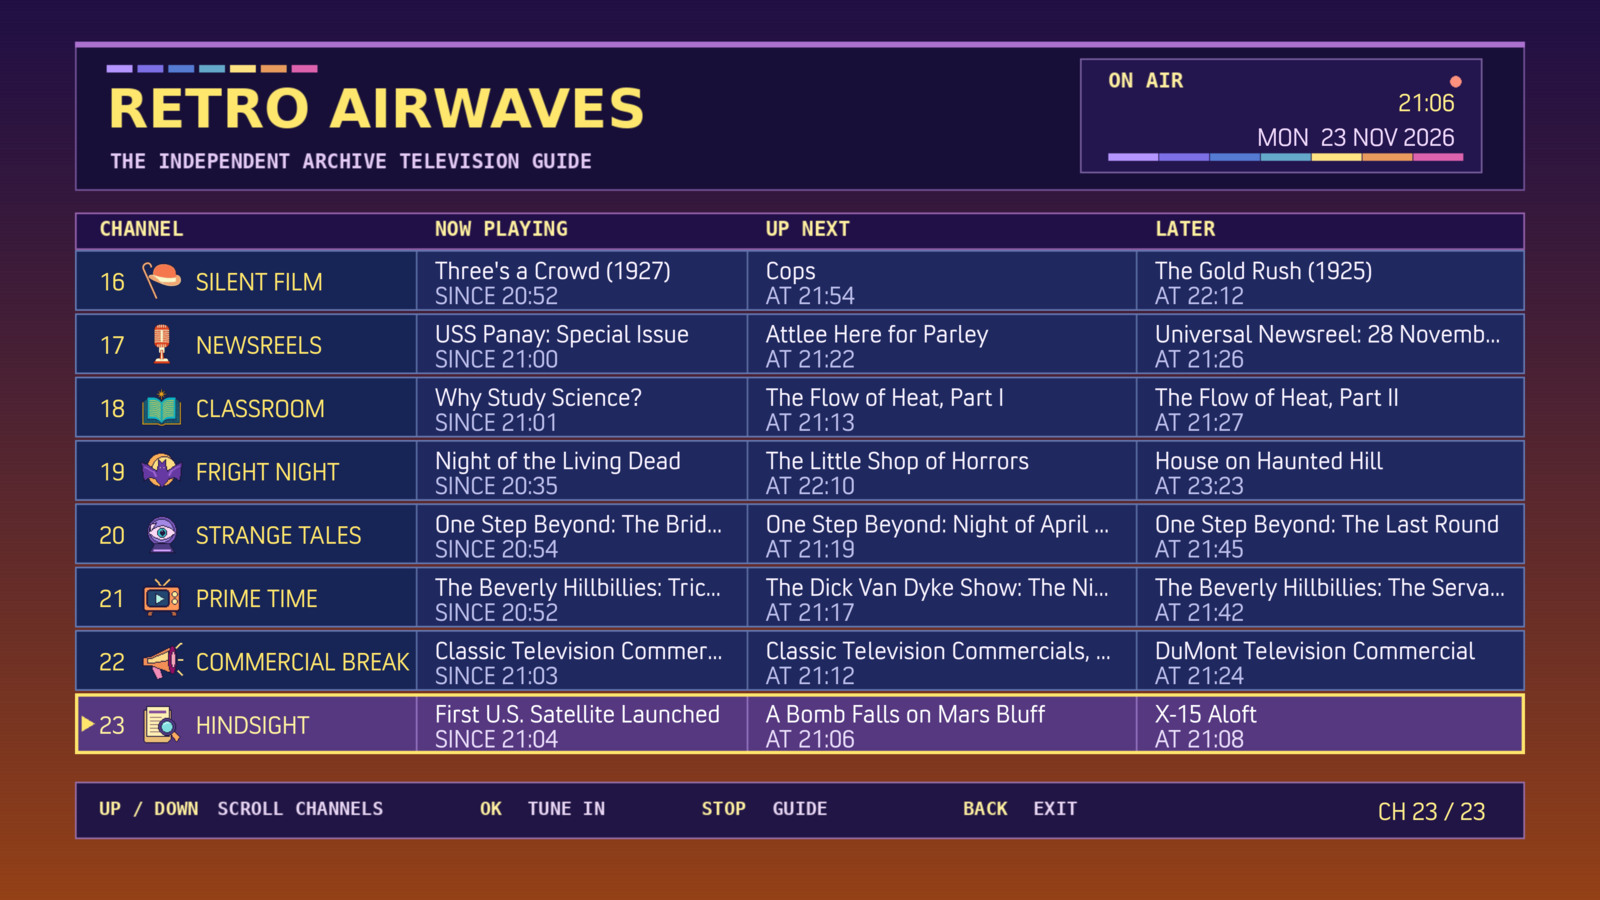 RETRO AIRWAVES
THE INDEPENDENT ARCHIVE TELEVISION GUIDE
ON AIR
21:06
MON 23 NOV 2026
CHANNEL NOW PLAYING UP NEXT LATER
16 SILENT FILM
Three's a Crowd (1927)
SINCE 20:52
Cops
AT 21:54
The Gold Rush (1925)
AT 22:12
17 NEWSREELS
USS Panay: Special Issue
SINCE 21:00
Attlee Here for Parley
AT 21:22
Universal Newsreel: 28 Novemb...
AT 21:26
18 CLASSROOM
Why Study Science?
SINCE 21:01
The Flow of Heat, Part I
AT 21:13
The Flow of Heat, Part II
AT 21:27
19 FRIGHT NIGHT
Night of the Living Dead
SINCE 20:35
The Little Shop of Horrors
AT 22:10
House on Haunted Hill
AT 23:23
20 STRANGE TALES
One Step Beyond: The Brid...
SINCE 20:54
One Step Beyond: Night of April ...
AT 21:19
One Step Beyond: The Last Round
AT 21:45
21 PRIME TIME
The Beverly Hillbillies: Tric...
SINCE 20:52
The Dick Van Dyke Show: The Ni...
AT 21:17
The Beverly Hillbillies: The Serva...
AT 21:42
22 COMMERCIAL BREAK
Classic Television Commer...
SINCE 21:03
Classic Television Commercials, ...
AT 21:12
DuMont Television Commercial
AT 21:24
23 HINDSIGHT
First U.S. Satellite Launched
SINCE 21:04
A Bomb Falls on Mars Bluff
AT 21:06
X-15 Aloft
AT 21:08
UP / DOWN SCROLL CHANNELS OK TUNE IN STOP GUIDE BACK EXIT CH 23 / 23